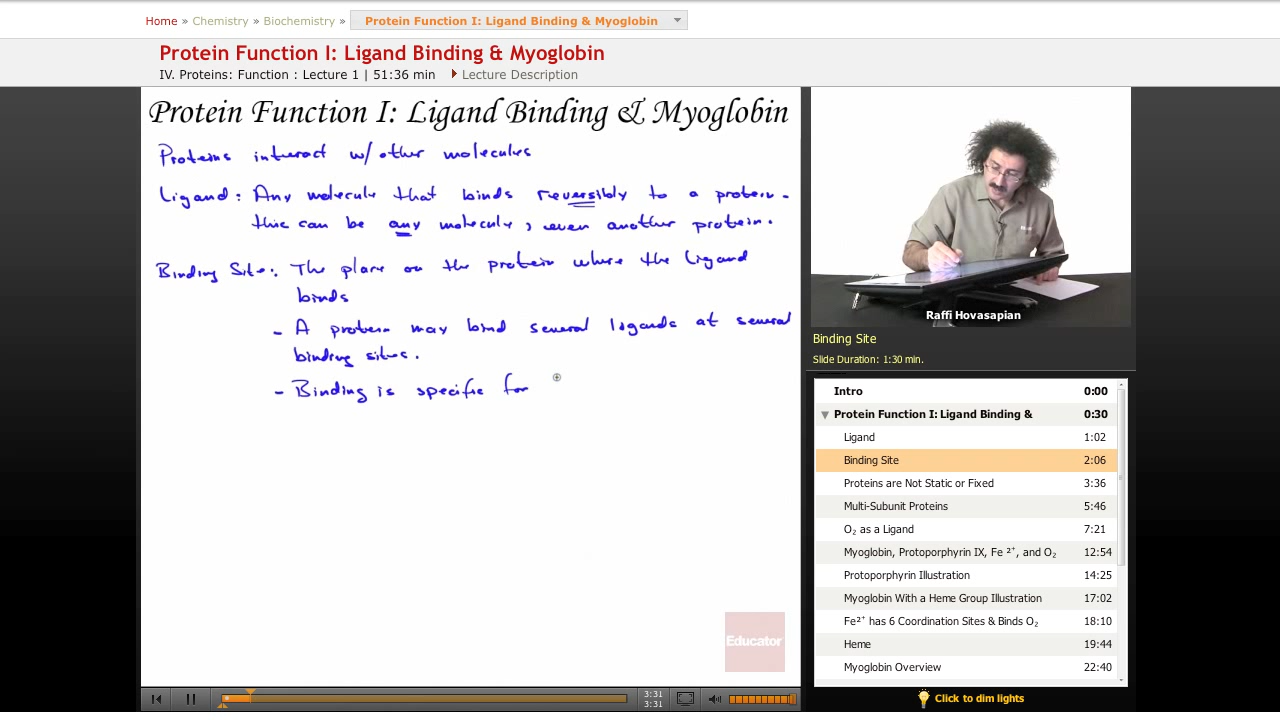 Home » Chemistry » Biochemistry » Protein Function I: Ligand Binding & Myoglobin
Protein Function I: Ligand Binding & Myoglobin
IV. Proteins: Function : Lecture 1 | 51:36 min Lecture Description
Protein Function I: Ligand Binding & Myoglobin
Proteins interact w/ other molecules
Ligand: Any molecule that binds reversibly to a protein.
this can be any molecule, even another protein.
Binding Site: The place on the protein where the ligand
binds
- A protein may bind several ligands at several
binding sites.
- Binding is specific for
Educator
3:31
3:31
Raffi Hovasapian
Binding Site
Slide Duration: 1:30 min.
Intro 0:00
Protein Function I: Ligand Binding & 0:30
Ligand 1:02
Binding Site 2:06
Proteins are Not Static or Fixed 3:36
Multi-Subunit Proteins 5:46
O₂ as a Ligand 7:21
Myoglobin, Protoporphyrin IX, Fe ²⁺, and O₂ 12:54
Protoporphyrin Illustration 14:25
Myoglobin With a Heme Group Illustration 17:02
Fe²⁺ has 6 Coordination Sites & Binds O₂ 18:10
Heme 19:44
Myoglobin Overview 22:40
Click to dim lights